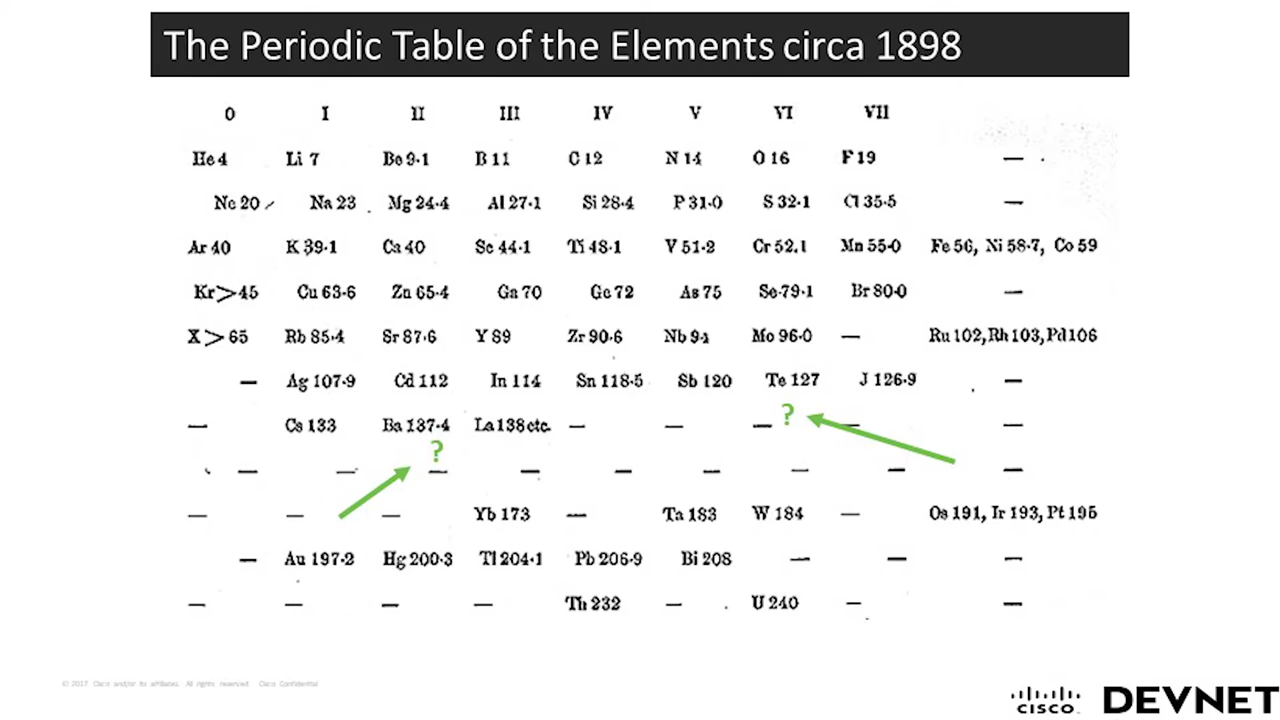 The Periodic Table of the Elements circa 1898
0 I II III IV V VI VII
He 4 Li 7 Be 9·1 B 11 C 12 N 14 O 16 F 19 — .
Ne 20 Na 23 Mg 24·4 Al 27·1 Si 28·4 P 31·0 S 32·1 Cl 35·5 —
Ar 40 K 39·1 Ca 40 Sc 44·1 Ti 48·1 V 51·2 Cr 52.1 Mn 55·0 Fe 56, Ni 58·7, Co 59
Kr > 45 Cu 63·6 Zn 65·4 Ga 70 Ge 72 As 75 Se 79·1 Br 80·0 —
X > 65 Rb 85·4 Sr 87·6 Y 89 Zr 90·6 Nb 94 Mo 96·0 — Ru 102, Rh 103, Pd 106
— Ag 107·9 Cd 112 In 114 Sn 118·5 Sb 120 Te 127 J 126·9 —
— Cs 133 Ba 137·4 La 138 etc. — — — ? — —
? — — — — — — — — —
— — — Yb 173 — Ta 183 W 184 — Os 191, Ir 193, Pt 195
— Au 197·2 Hg 200·3 Tl 204·1 Pb 206·9 Bi 208 — — —
— — — — Th 232 — U 240 — —
© 2017 Cisco and/or its affiliates. All rights reserved. Cisco Confidential
CISCO DEVNET